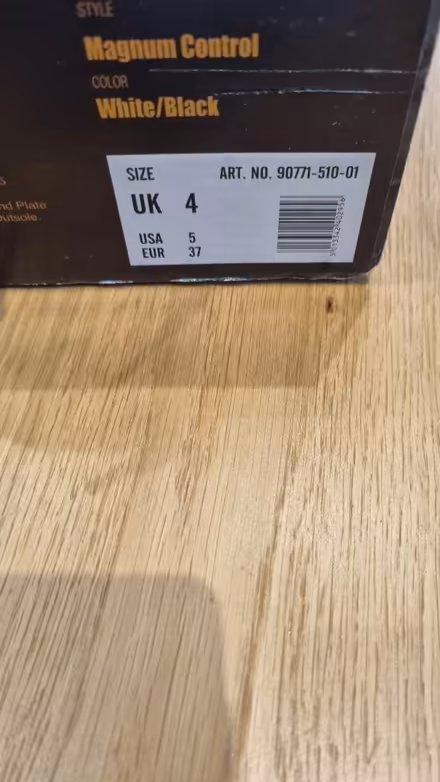 STYLE
Magnum Control
COLOR
White/Black
nd Plate
utsole.
SIZE ART. NO. 90771-510-01
UK 4
USA 5
EUR 37